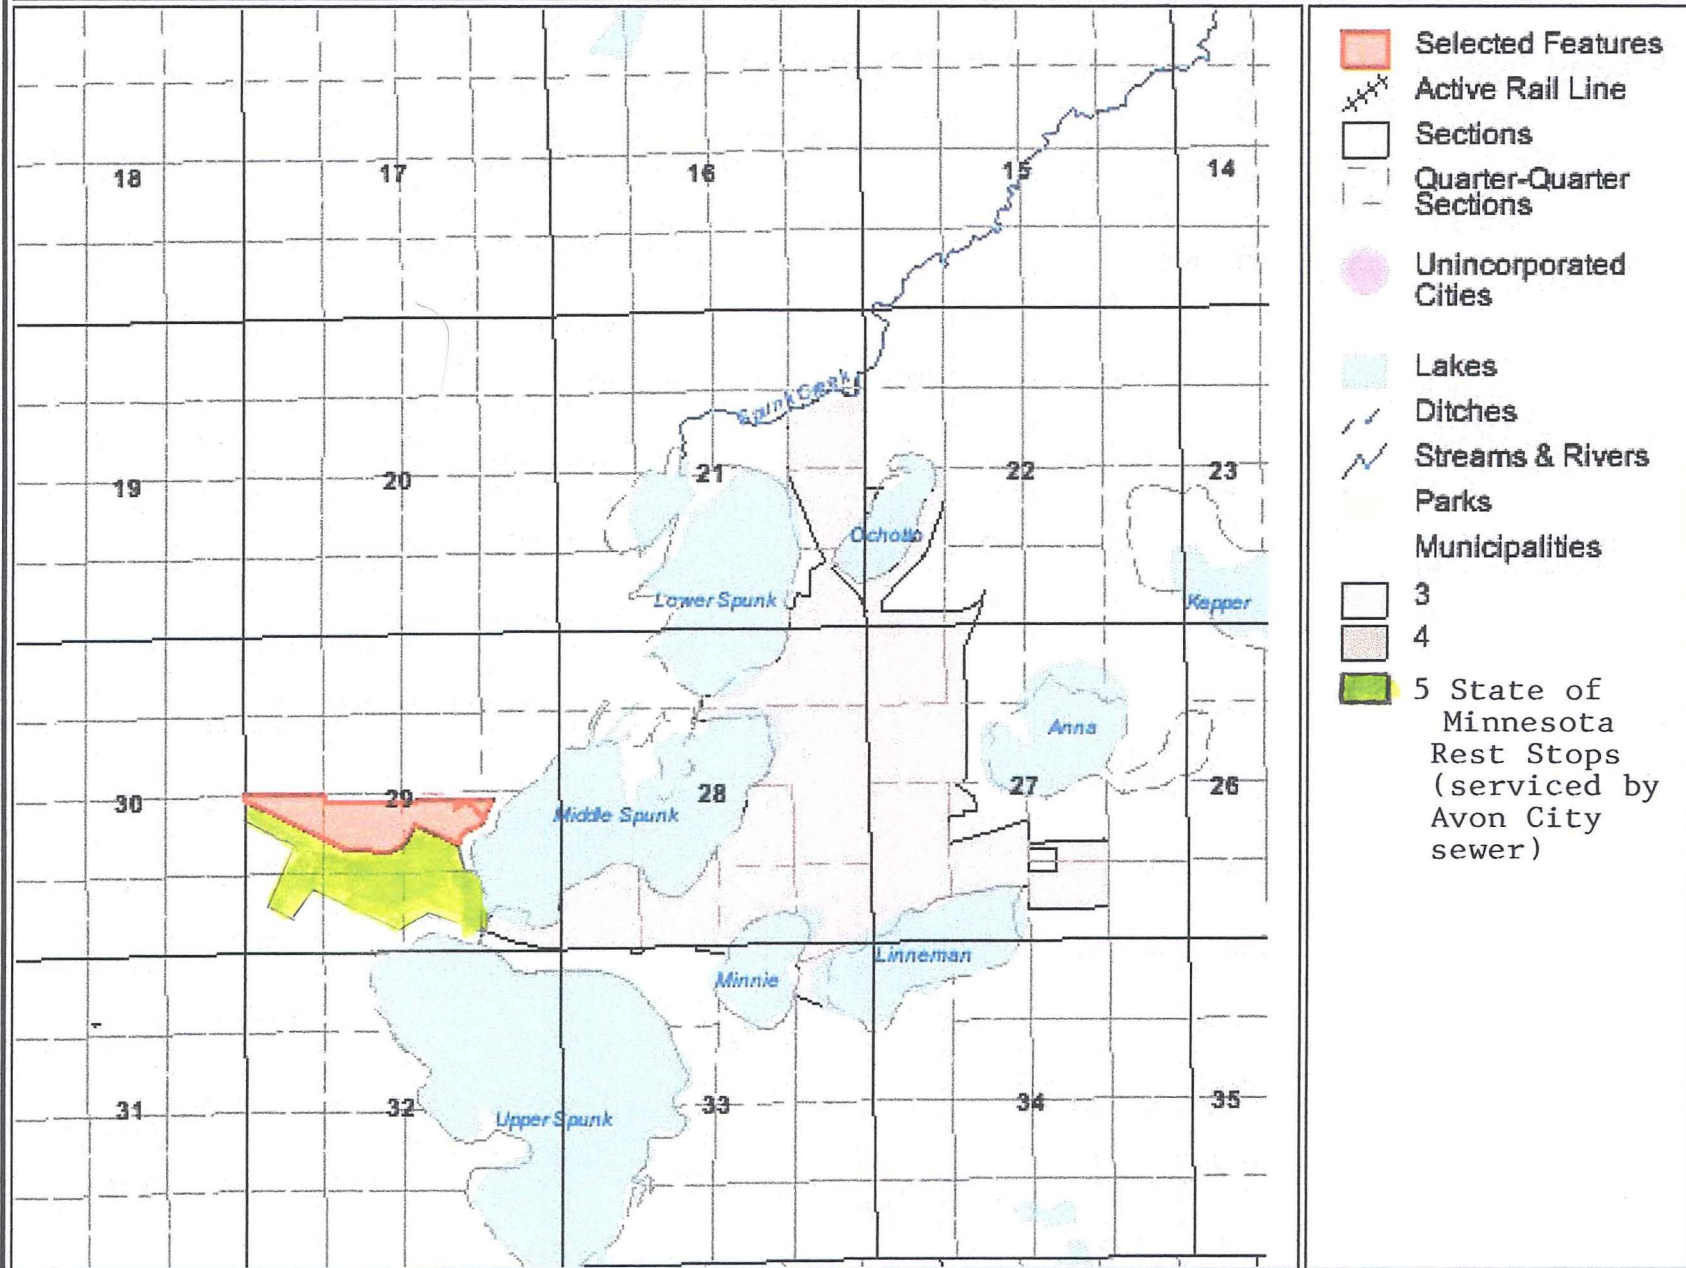 18
17
16
15
14
Spunk Creek
19
20
21
22
23
Ochotto
Lower Spunk
Kepper
Anna
30
29
28
27
26
Middle Spunk
Linneman
Minnie
31
32
33
34
35
Upper Spunk
Selected Features
Active Rail Line
Sections
Quarter-Quarter
Sections
Unincorporated
Cities
Lakes
Ditches
Streams & Rivers
Parks
Municipalities
3
4
5 State of
Minnesota
Rest Stops
(serviced by
Avon City
sewer)